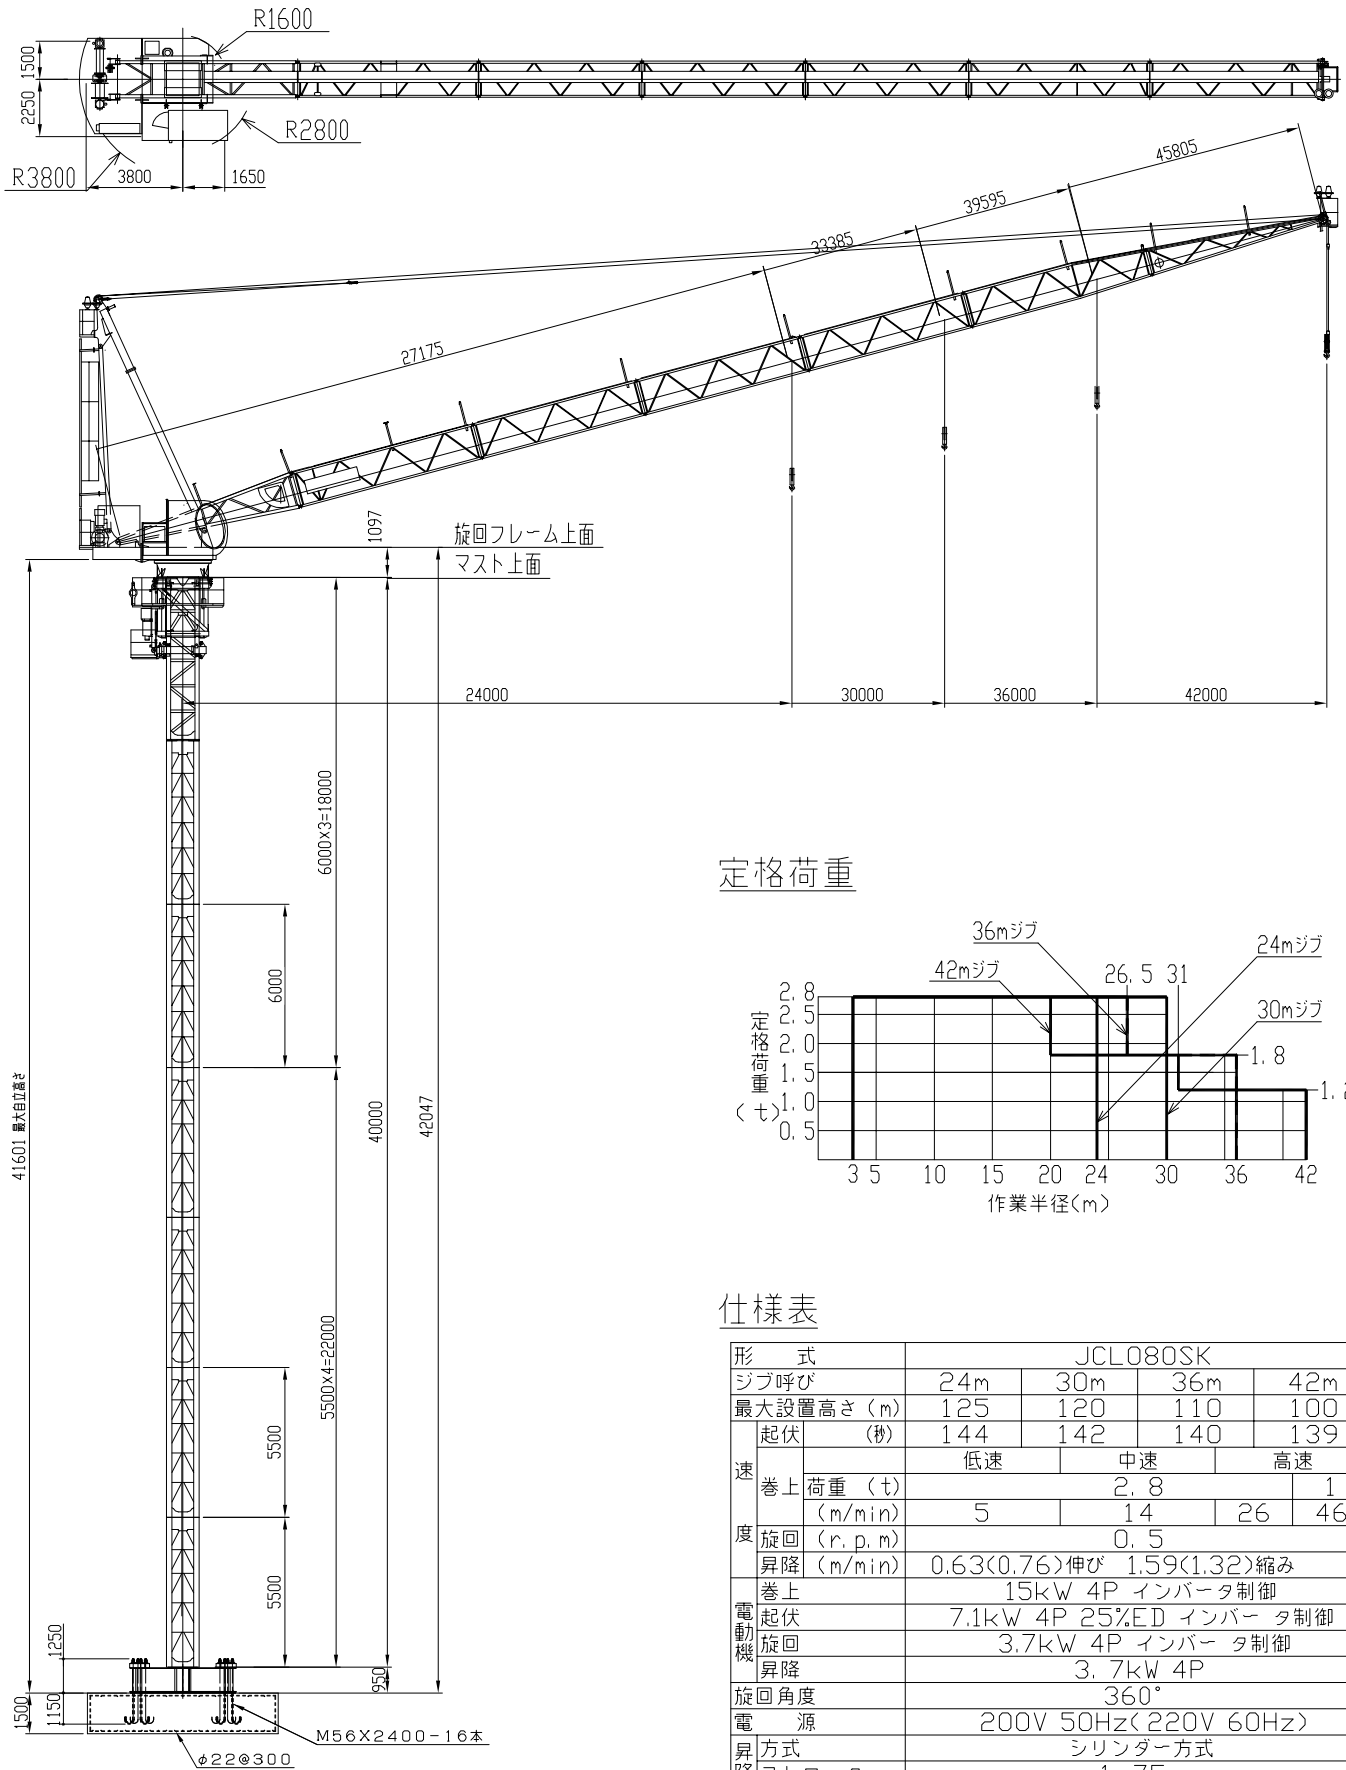 R1600
1500
2250
R2800
R3800
3800
1650
45805
39595
33385
27175
1097
旋回フレーム上面
マスト上面
24000
30000
36000
42000
6000X3=18000
6000
41601 最大自立高さ
40000
42047
5500X4=22000
5500
5500
1250
950
1500
1150
M56X2400-16本
φ22@300
定格荷重
36mジブ
24mジブ
42mジブ
26.5 31
30mジブ
2.8
2.5
2.0
1.5
1.0
0.5
定格荷重(t)
1.8
3 5 10 15 20 24 30 36 42
作業半径(m)
仕様表
形 式 JCL080SK
ジブ呼び 24m 30m 36m 42m
最大設置高さ(m) 125 120 110 100
速度
起伏 (秒) 144 142 140 139
巻上 低速 中速 高速
荷重 (t) 2.8 1
(m/min) 5 14 26 46
旋回 (r.p.m) 0.5
昇降 (m/min) 0.63(0.76)伸び 1.59(1.32)縮み
電動機
巻上 15kW 4P インバータ制御
起伏 7.1kW 4P 25%ED インバータ制御
旋回 3.7kW 4P インバータ制御
昇降 3.7kW 4P
旋回角度 360°
電 源 200V 50Hz(220V 60Hz)
昇 方式 シリンダー方式